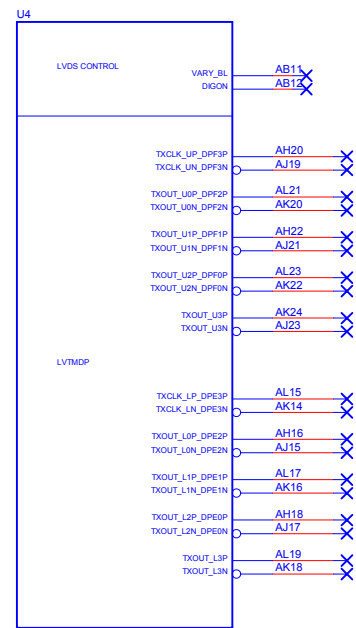 U4
LVDS CONTROL
VARY_BL AB11
DIGON AB12
TXCLK_UP_DPF3P AH20
TXCLK_UN_DPF3N AJ19
TXOUT_U0P_DPF2P AL21
TXOUT_U0N_DPF2N AK20
TXOUT_U1P_DPF1P AH22
TXOUT_U1N_DPF1N AJ21
TXOUT_U2P_DPF0P AL23
TXOUT_U2N_DPF0N AK22
TXOUT_U3P AK24
TXOUT_U3N AJ23
LVTMDP
TXCLK_LP_DPE3P AL15
TXCLK_LN_DPE3N AK14
TXOUT_L0P_DPE2P AH16
TXOUT_L0N_DPE2N AJ15
TXOUT_L1P_DPE1P AL17
TXOUT_L1N_DPE1N AK16
TXOUT_L2P_DPE0P AH18
TXOUT_L2N_DPE0N AJ17
TXOUT_L3P AL19
TXOUT_L3N AK18